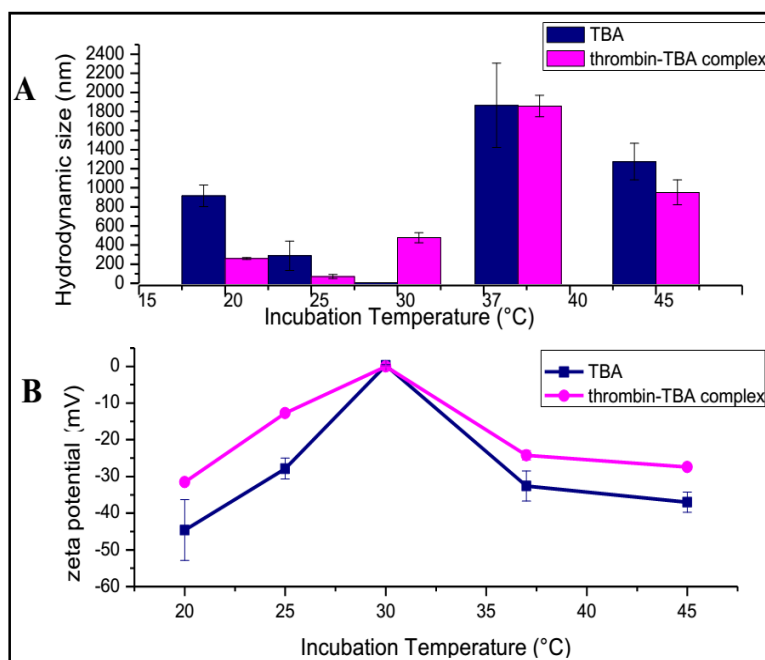 A
TBA
thrombin-TBA complex
Hydrodynamic size (nm)
2400
2200
2000
1800
1600
1400
1200
1000
800
600
400
200
0
15 20 25 30 37 40 45
Incubation Temperature (°C)
B
TBA
thrombin-TBA complex
zeta potential (mV)
0
-10
-20
-30
-40
-50
-60
20 25 30 35 40 45
Incubation Temperature (°C)